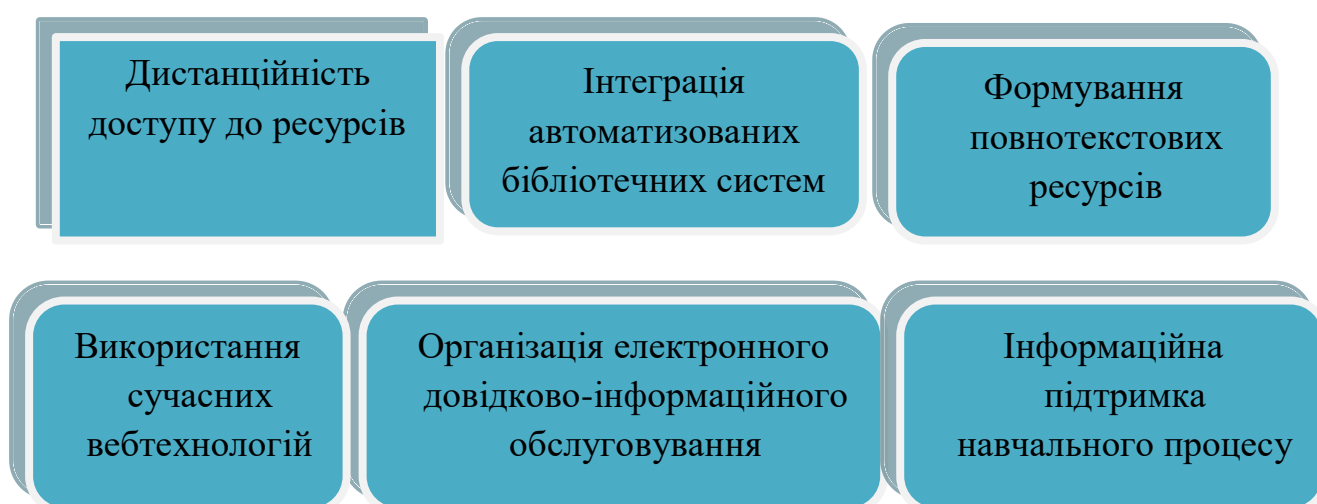 Дистанційність
доступу до ресурсів
Інтеграція
автоматизованих
бібліотечних систем
Формування
повнотекстових
ресурсів
Використання
сучасних
вебтехнологій
Організація електронного
довідково-інформаційного
обслуговування
Інформаційна
підтримка
навчального процесу